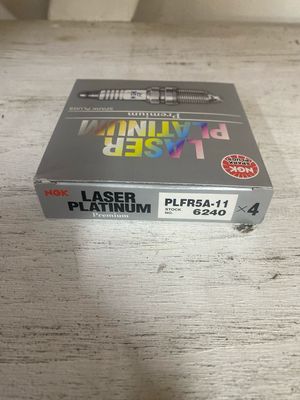 SPARK PLUGS
Premium
LASER
PLATINUM
NGK
NGK
LASER
PLATINUM
Premium
PLFR5A-11
STOCK
NO. 6240
×4